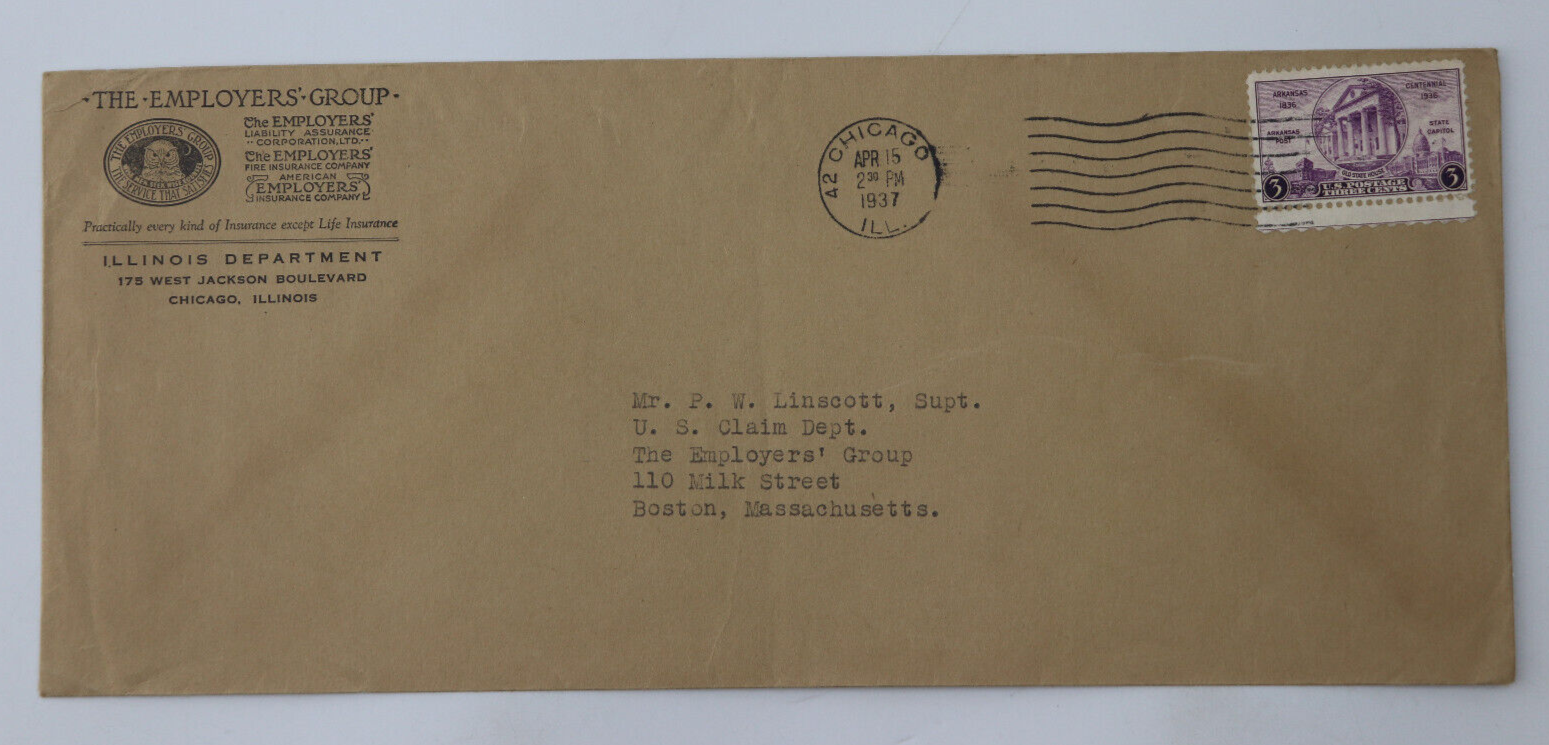 ·THE·EMPLOYERS'·GROUP·
THE EMPLOYERS' GROUP
THE SERVICE THAT SATISFIES
The EMPLOYERS'
LIABILITY ASSURANCE
··CORPORATION, LTD.··
The EMPLOYERS'
FIRE INSURANCE COMPANY
AMERICAN
EMPLOYERS'
INSURANCE COMPANY
Practically every kind of Insurance except Life Insurance
ILLINOIS DEPARTMENT
175 WEST JACKSON BOULEVARD
CHICAGO, ILLINOIS
42 CHICAGO
APR 15
2 30 PM
1937
ILL.
ARKANSAS
1836
CENTENNIAL
1936
ARKANSAS
POST
STATE
CAPITOL
OLD STATE HOUSE
3
U.S. POSTAGE
THREE CENTS
3
Mr. P. W. Linscott, Supt.
U. S. Claim Dept.
The Employers' Group
110 Milk Street
Boston, Massachusetts.